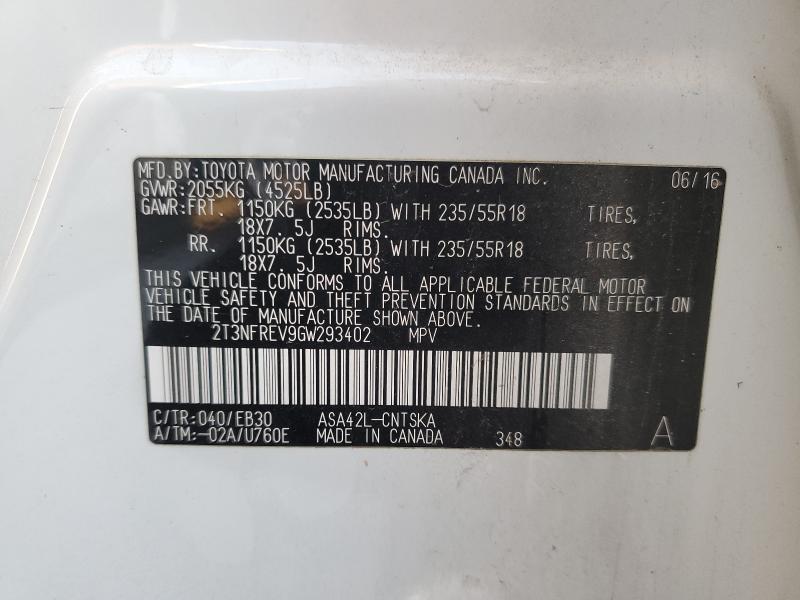 MFD.BY:TOYOTA MOTOR MANUFACTURING CANADA INC. 06/16
GVWR:2055KG (4525LB)
GAWR:FRT. 1150KG (2535LB) WITH 235/55R18 TIRES,
18X7. 5J RIMS.
RR. 1150KG (2535LB) WITH 235/55R18 TIRES,
18X7. 5J RIMS.
THIS VEHICLE CONFORMS TO ALL APPLICABLE FEDERAL MOTOR
VEHICLE SAFETY AND THEFT PREVENTION STANDARDS IN EFFECT ON
THE DATE OF MANUFACTURE SHOWN ABOVE.
2T3NFREV9GW293402 MPV
C/TR:040/EB30 ASA42L-CNTSKA
A/TM:-02A/U760E MADE IN CANADA 348 A